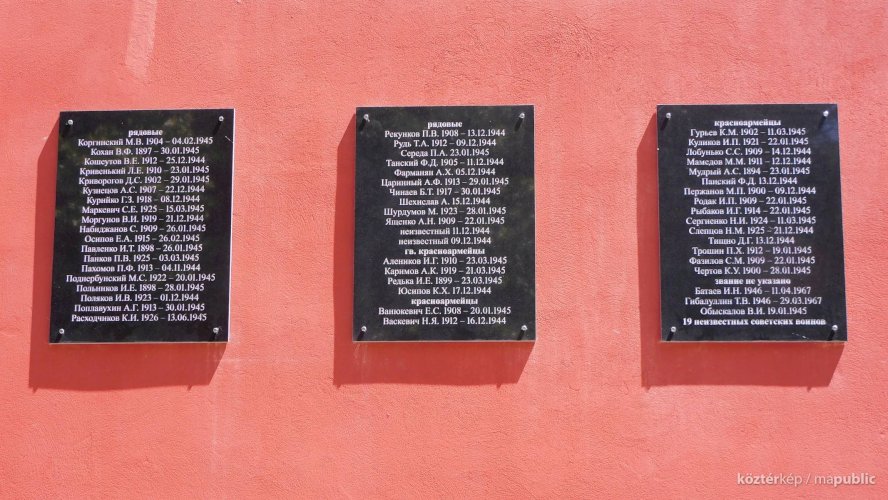 рядовые
Коргинский М.В. 1904 – 04.02.1945
Кохан В.Ф. 1897 – 30.01.1945
Кошсутов В.Е. 1912 – 25.12.1944
Кривенький Л.Е. 1910 – 23.01.1945
Криворогов Д.С. 1902 – 29.01.1945
Кузнецов А.С. 1907 – 22.12.1944
Курийко Г.З. 1918 – 08.12.1944
Маркевич С.Е. 1925 – 15.03.1945
Моргунов В.И. 1919 – 21.12.1944
Набиджанов С. 1909 – 26.01.1945
Осипов Е.А. 1915 – 26.02.1945
Павленко И.Т. 1898 – 26.01.1945
Панков П.В. 1925 – 03.03.1945
Пахомов П.Ф. 1913 – 04.11.1944
Поднербунский М.С. 1922 – 20.01.1945
Польников И.Е. 1898 – 28.01.1945
Поляков И.В. 1923 – 01.12.1944
Поплавухин А.Г. 1913 – 30.01.1945
Расходчиков К.И. 1926 – 13.06.1945
рядовые
Рекунков П.В. 1908 – 13.12.1944
Рудь Т.А. 1912 – 09.12.1944
Середа П.А. 23.01.1945
Танский Ф.Д. 1905 – 11.12.1944
Фарманян А.Х. 05.12.1944
Царинный А.Ф. 1913 – 29.01.1945
Чинаев Б.Т. 1917 – 30.01.1945
Шехислав А. 15.12.1944
Шурдумов М. 1923 – 28.01.1945
Ященко А.Н. 1909 – 22.01.1945
неизвестный 11.12.1944
неизвестный 09.12.1944
гв. красноармейцы
Алеников И.Г. 1910 – 23.03.1945
Каримов А.К. 1919 – 21.03.1945
Редька И.Е. 1899 – 23.03.1945
Юсипов К.Х. 17.12.1944
красноармейцы
Ванюкевич Е.С. 1908 – 20.01.1945
Васкевич Н.Я. 1912 – 16.12.1944
красноармейцы
Гурьев К.М. 1902 – 11.03.1945
Куликов И.П. 1921 – 22.01.1945
Лобунько С.С. 1909 – 14.12.1944
Мамедов М.М. 1911 – 12.12.1944
Мудрый А.С. 1894 – 23.01.1945
Панский Ф.Д. 13.12.1944
Пержанов М.П. 1900 – 09.12.1944
Родак И.П. 1909 – 22.01.1945
Рыбаков И.Г. 1914 – 22.01.1945
Сергиенко Н.И. 1924 – 11.03.1945
Слепцов Н.М. 1925 – 21.12.1944
Тишно Д.Г. 13.12.1944
Трошин П.Х. 1912 – 19.01.1945
Фазилов С.М. 1909 – 22.01.1945
Чертов К.У. 1900 – 28.01.1945
звание не указано
Батаев И.Н. 1946 – 11.04.1967
Гибадуллин Т.В. 1946 – 29.03.1967
Обыскалов В.И. 19.01.1945
19 неизвестных советских воинов
köztérkép / mapublic